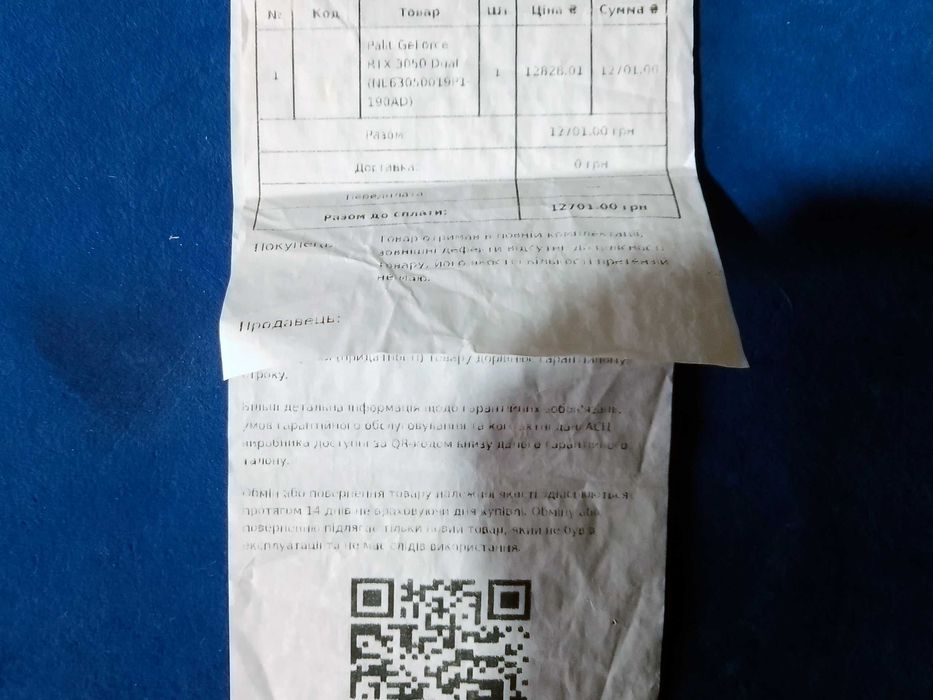 № Код Товар Шт Ціна ₴ Сумма ₴
1 Palit GeForce RTX 3050 Dual (NE63050019P1-190AD) 1 12828.01 12701.00
Разом 12701.00 грн
Доставка: 0 грн
Передплата
Разом до сплати: 12701.00 грн
Покупець: Товар отримав в повній комплектації,
зовнішні дефекти відсутні, до цілісності
товару, його якості і кількості претензій
не маю.
Продавець:
(придатності) товару дорівнює гарантійному
строку.
Більш детальна інформація щодо гарантійних зобов'язань,
умов гарантійного обслуговування та контактні дані АСЦ
виробника доступні за QR-кодом внизу даного гарантійного
талону.
Обмін або повернення товару належної якості здійснюється
протягом 14 днів не враховуючи дня купівлі. Обміну або
поверненню підлягає тільки новий товар, який не був в
експлуатації та не має слідів використання.